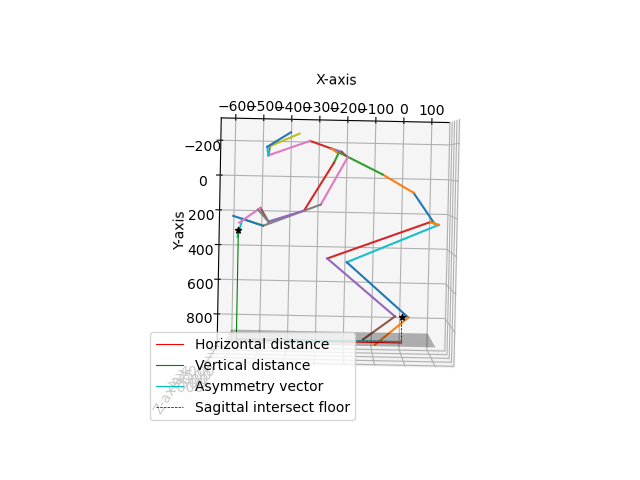 X-axis
−600−500−400−300−200−100 0 100
−200
0
200
400
600
800
Y-axis
Horizontal distance
Vertical distance
Asymmetry vector
Sagittal intersect floor